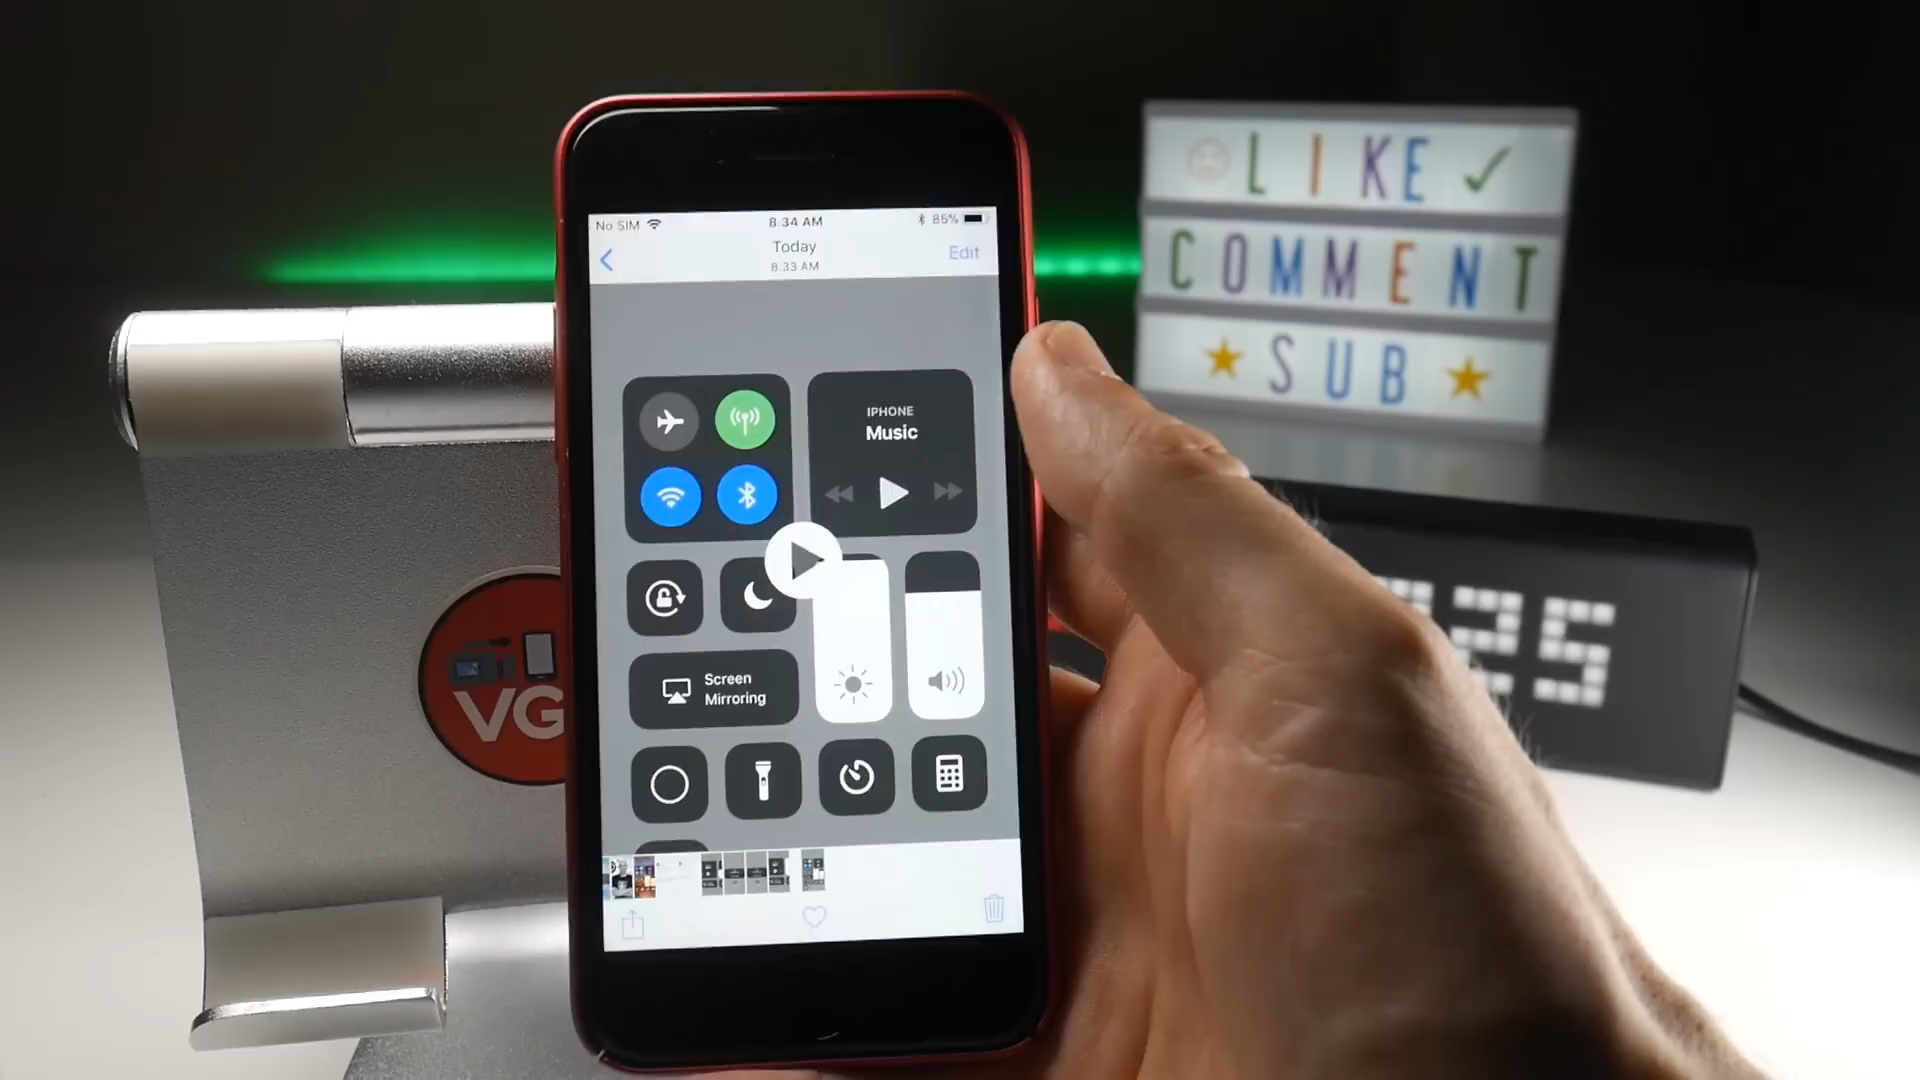 No SIM
8:34 AM
85%
Today
8:33 AM
Edit
IPHONE
Music
Screen
Mirroring
VG
LIKE ✓
COMMENT
★ SUB ★
25